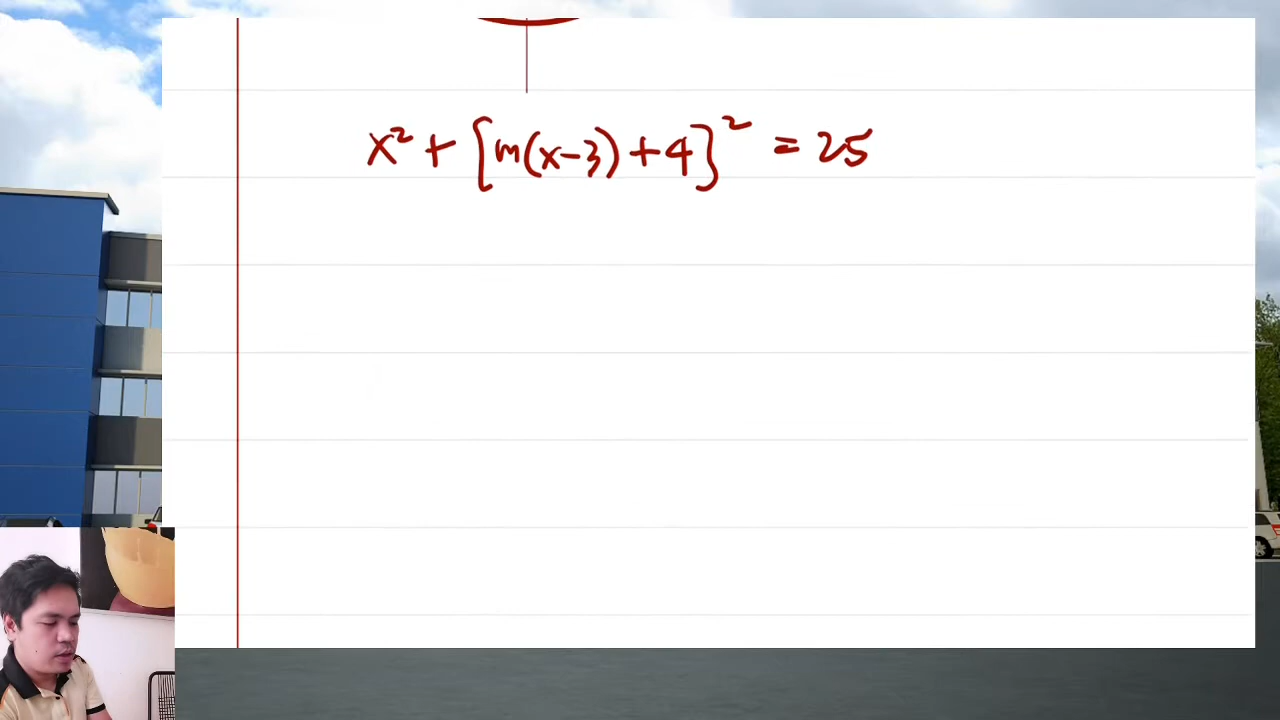 x² + [m(x-3)+4]² = 25